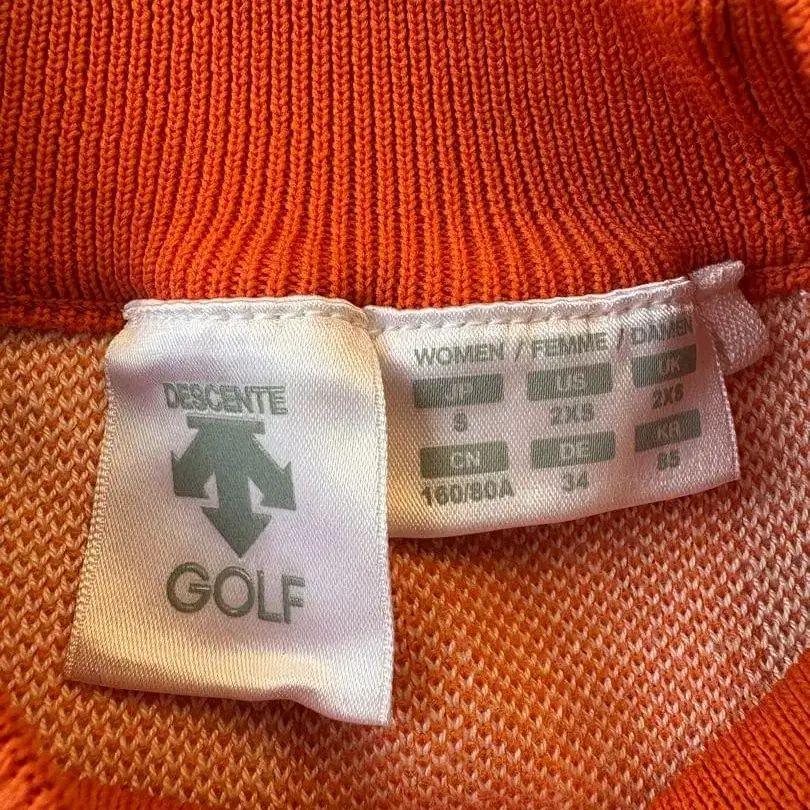 DESCENTE
GOLF
WOMEN / FEMME / DAMEN
JP US UK
S 2XS 2XS
CN DE KR
160/80A 34 85